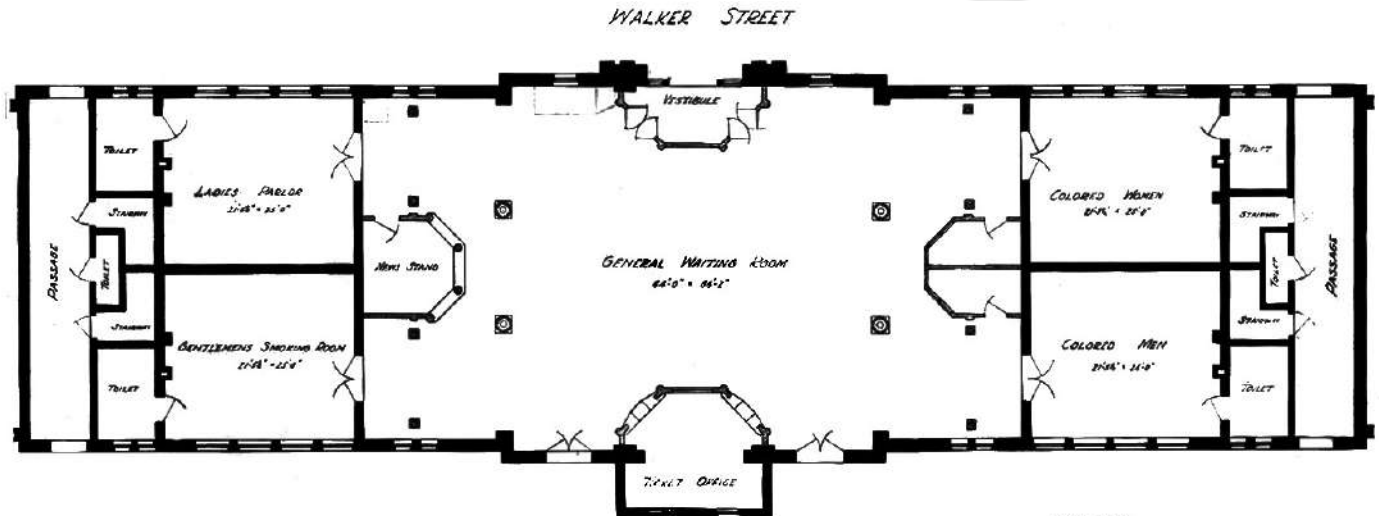 WALKER STREET
VESTIBULE
TOILET
LADIES PARLOR
STAIRWAY
TOILET
PASSAGE
NEWS STAND
GENERAL WAITING ROOM
STAIRWAY
GENTLEMENS SMOKING ROOM
TOILET
TICKET OFFICE
COLORED WOMEN
TOILET
STAIRWAY
TOILET
PASSAGE
STAIRWAY
COLORED MEN
TOILET